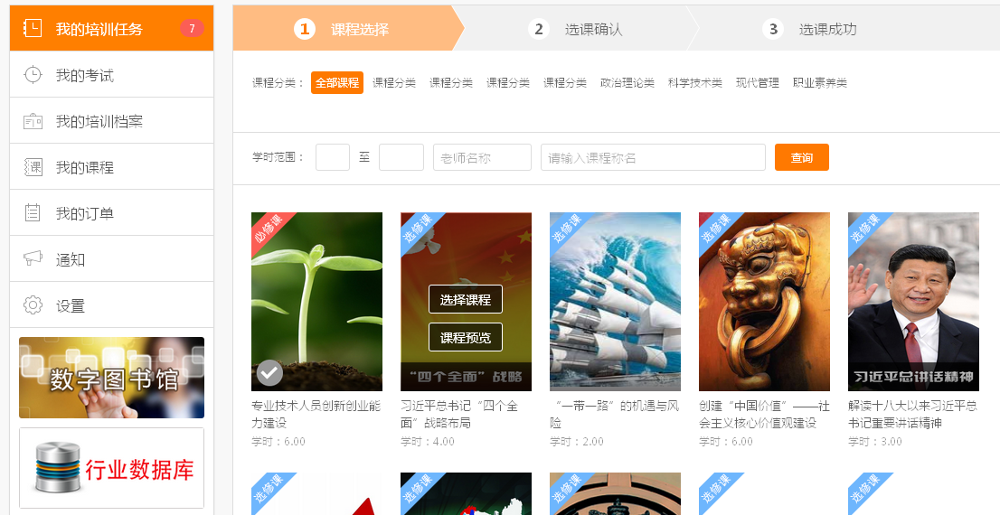 我的培训任务
7
我的考试
我的培训档案
我的课程
我的订单
通知
设置
数字图书馆
行业数据库
1 课程选择
2 选课确认
3 选课成功
课程分类： 全部课程 课程分类 课程分类 课程分类 课程分类 政治理论类 科学技术类 现代管理 职业素养类
学时范围： 至 老师名称 请输入课程称名 查询
必修课
选修课
选修课
选修课
选修课
选择课程
课程预览
“四个全面”战略
习近平总讲话精神
专业技术人员创新创业能
力建设
学时：6.00
习近平总书记“四个全
面”战略布局
学时：4.00
“一带一路”的机遇与风
险
学时：2.00
创建“中国价值”——社
会主义核心价值观建设
学时：6.00
解读十八大以来习近平总
书记重要讲话精神
学时：3.00
选修课
选修课
选修课
选修课
选修课